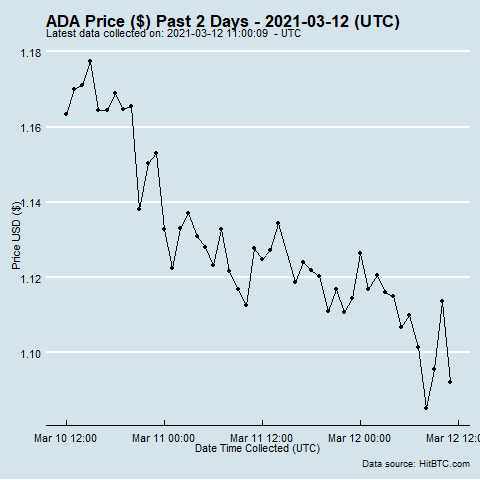 ADA Price ($) Past 2 Days - 2021-03-12 (UTC)
Latest data collected on: 2021-03-12 11:00:09 - UTC
1.18
1.16
1.14
1.12
1.10
Price USD ($)
Mar 10 12:00 Mar 11 00:00 Mar 11 12:00 Mar 12 00:00 Mar 12 12:
Date Time Collected (UTC)
Data source: HitBTC.com